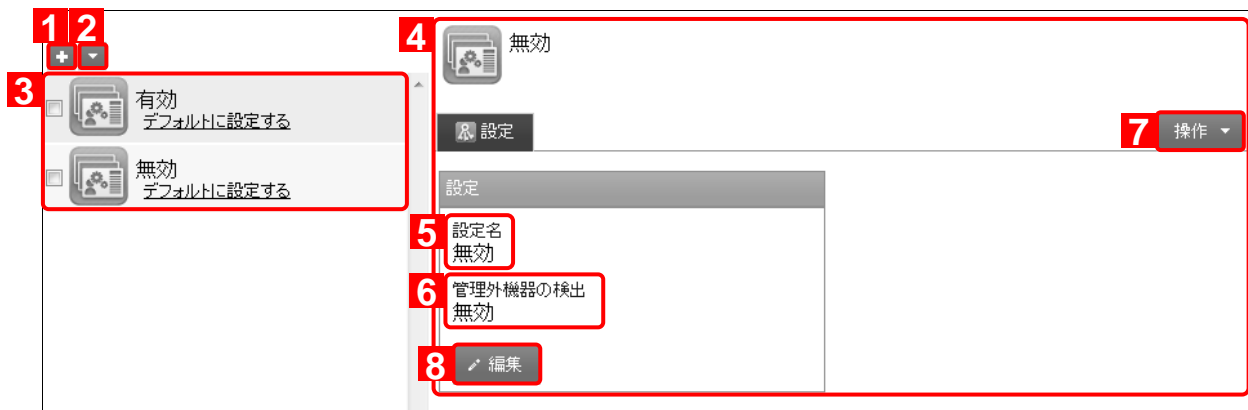 1
2
3
有効
デフォルトに設定する
無効
デフォルトに設定する
4
無効
設定
7
操作
設定
5
設定名
無効
6
管理外機器の検出
無効
8
編集